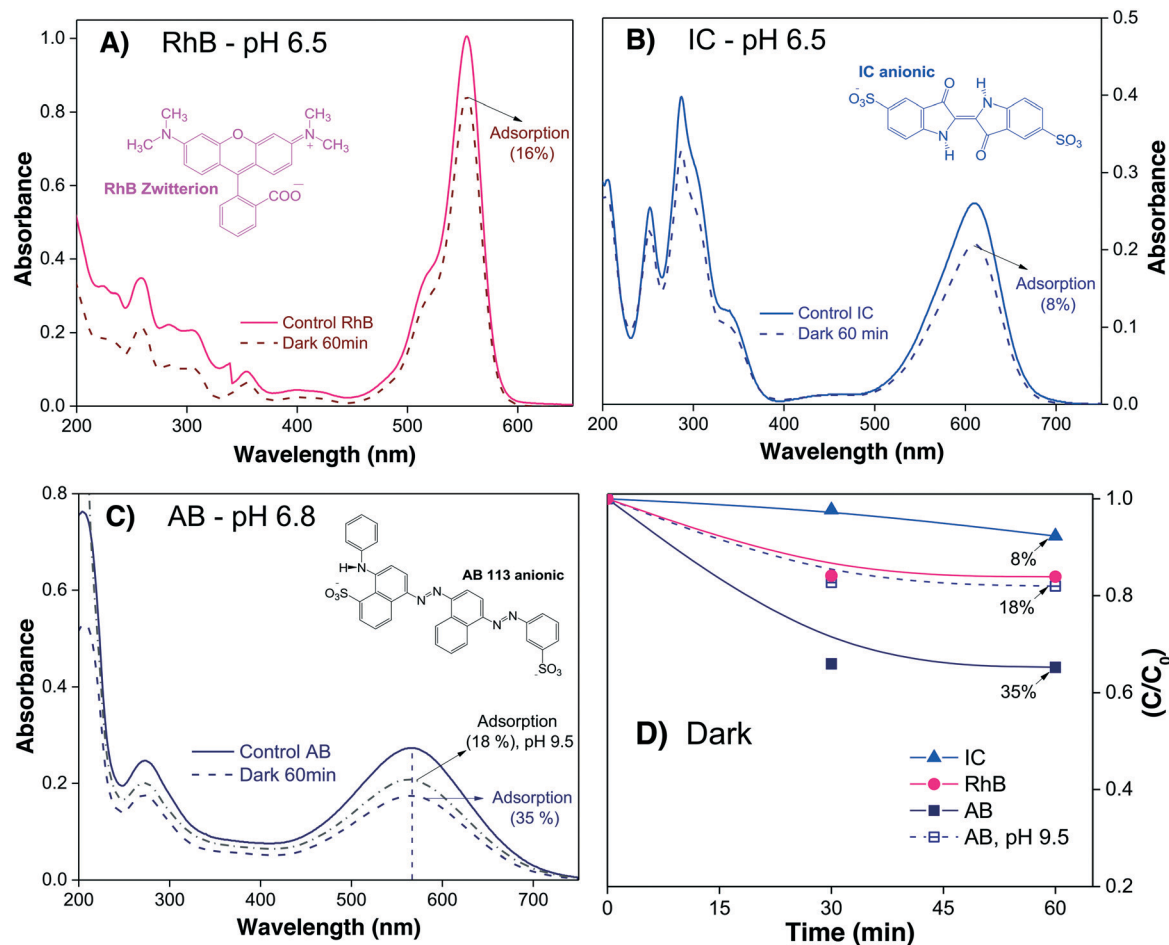 A) RhB - pH 6.5
1.0
0.8
0.6
0.4
0.2
0.0
Absorbance
CH₃
H₃C
N
O
N
+
CH₃
CH₃
RhB Zwitterion
COO⁻
Adsorption
(16%)
Control RhB
Dark 60min
200 300 400 500 600
Wavelength (nm)
B) IC - pH 6.5
0.5
0.4
0.3
0.2
0.1
0.0
Absorbance
IC anionic
⁻O₃S
O
H
N
N
H
O
SO₃⁻
Adsorption
(8%)
Control IC
Dark 60 min
200 300 400 500 600 700
Wavelength (nm)
C) AB - pH 6.8
0.8
0.6
0.4
0.2
0.0
Absorbance
AB 113 anionic
H
N
⁻O₃S
N=N
N=N
⁻SO₃
Adsorption
(18 %), pH 9.5
Control AB
Dark 60min
Adsorption
(35 %)
200 300 400 500 600 700
Wavelength (nm)
1.0
0.8
0.6
0.4
0.2
(C/C₀)
8%
18%
35%
D) Dark
IC
RhB
AB
AB, pH 9.5
0 15 30 45 60
Time (min)